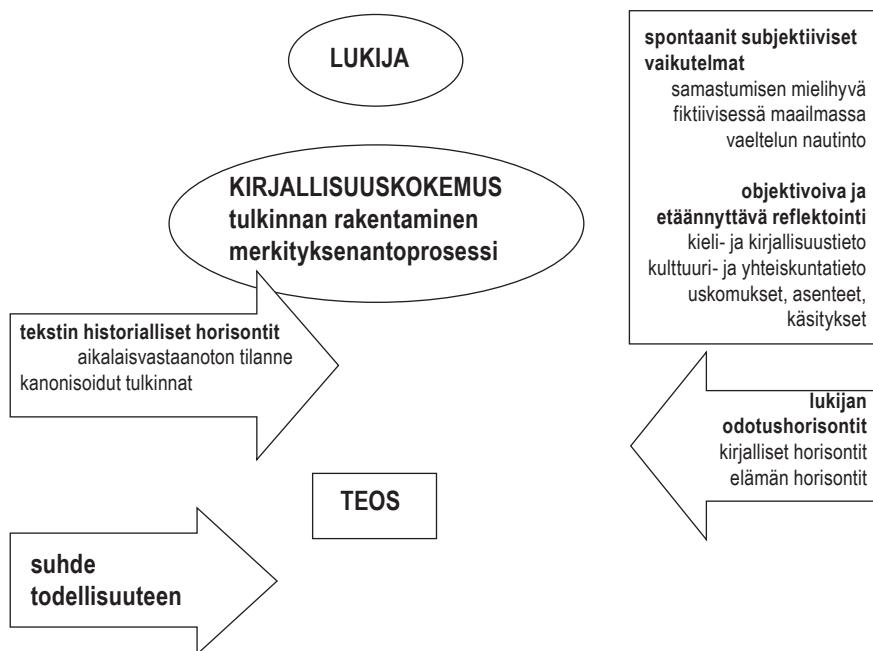 LUKIJA
KIRJALLISUUSKOKEMUS
tulkinnan rakentaminen
merkityksenantoprosessi
spontaanit subjektiiviset
vaikutelmat
samastumisen mielihyvä
fiktiivisessä maailmassa
vaeltelun nautinto
objektivoiva ja
etäännyttävä reflektointi
kieli- ja kirjallisuustieto
kulttuuri- ja yhteiskuntatieto
uskomukset, asenteet,
käsitykset
tekstin historialliset horisontit
aikalaisvastaanoton tilanne
kanonisoidut tulkinnat
lukijan
odotushorisontit
kirjalliset horisontit
elämän horisontit
TEOS
suhde
todellisuuteen